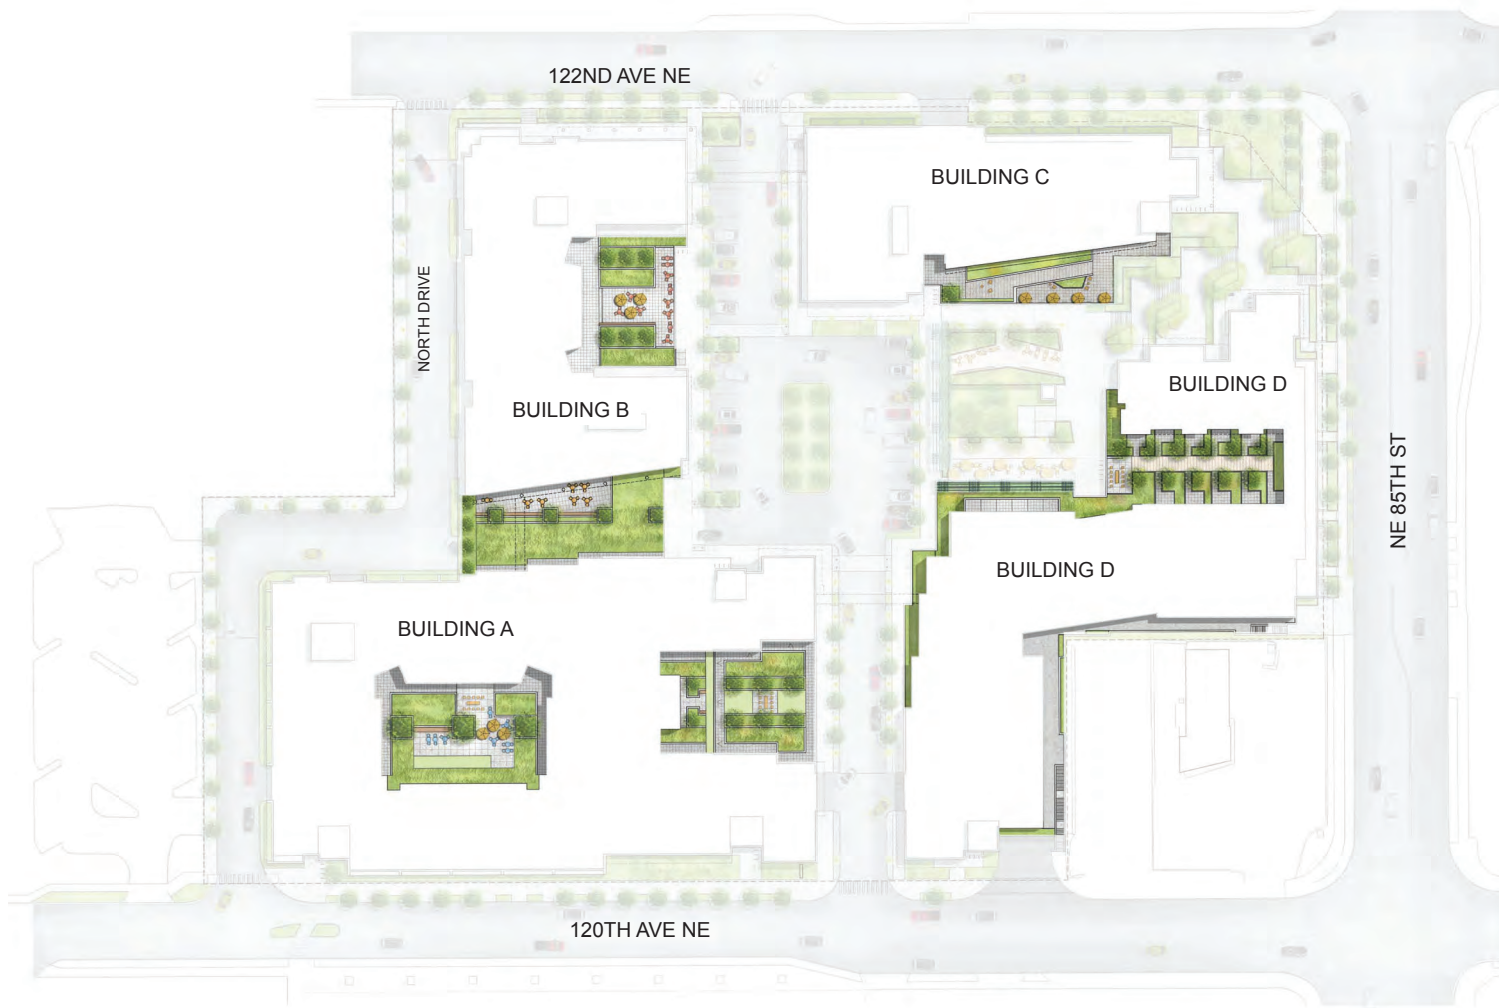 122ND AVE NE
BUILDING C
NORTH DRIVE
BUILDING D
BUILDING B
NE 85TH ST
BUILDING D
BUILDING A
120TH AVE NE